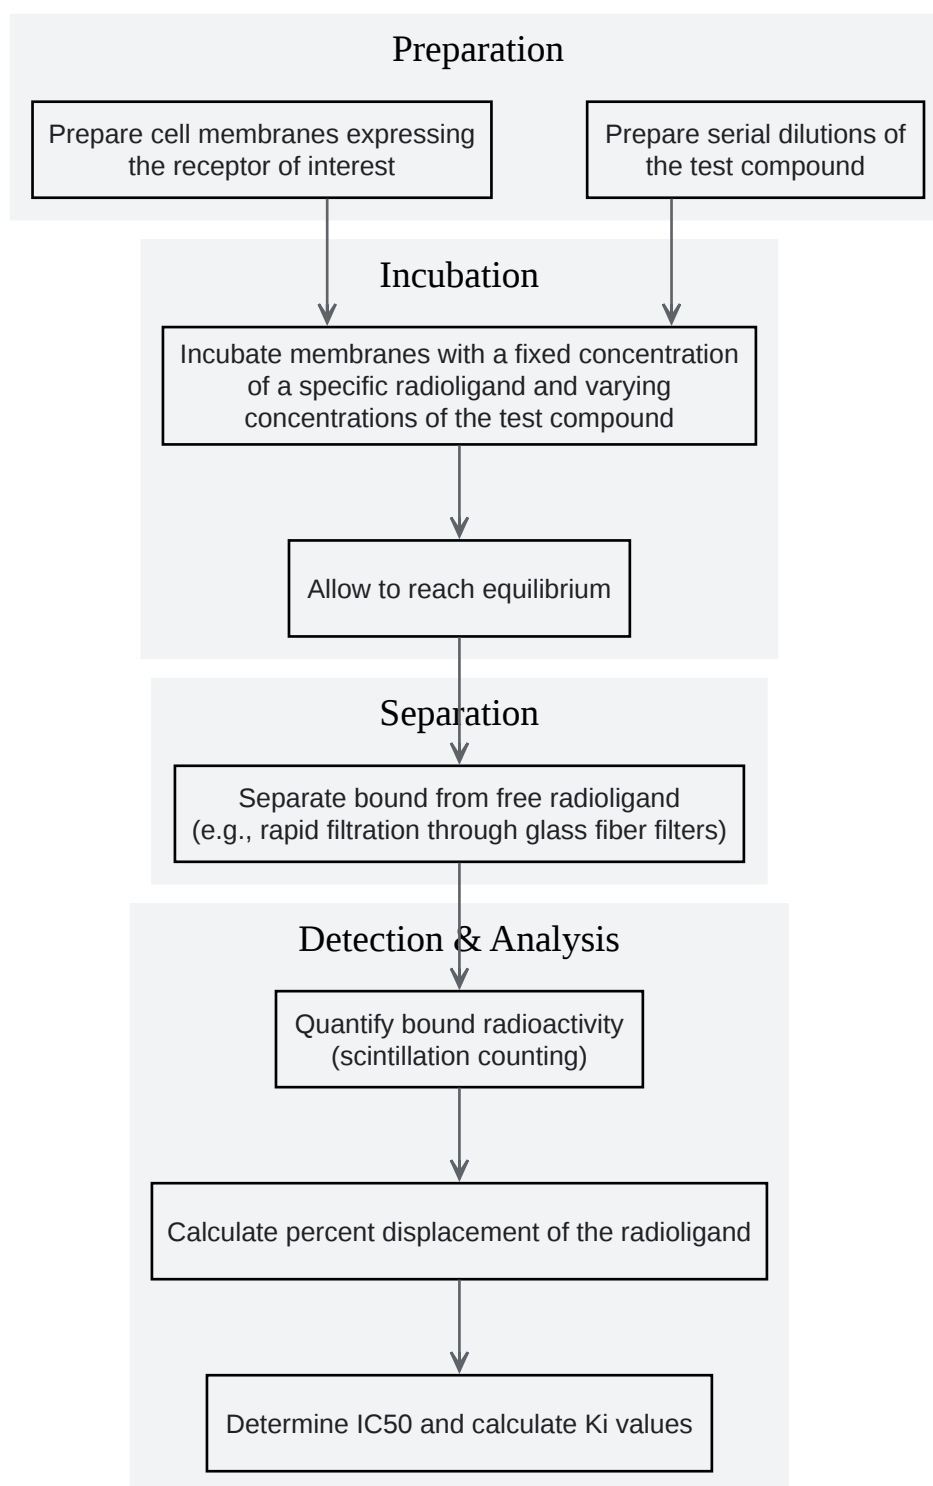 Preparation
Prepare cell membranes expressing
the receptor of interest
Prepare serial dilutions of
the test compound
Incubation
Incubate membranes with a fixed concentration
of a specific radioligand and varying
concentrations of the test compound
Allow to reach equilibrium
Separation
Separate bound from free radioligand
(e.g., rapid filtration through glass fiber filters)
Detection & Analysis
Quantify bound radioactivity
(scintillation counting)
Calculate percent displacement of the radioligand
Determine IC50 and calculate Ki values